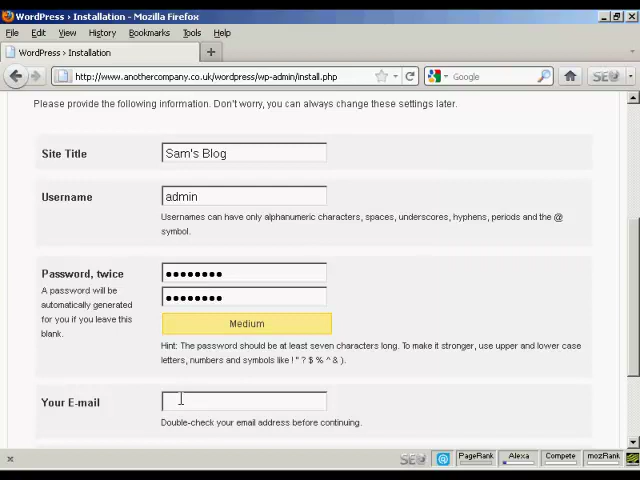 WordPress › Installation - Mozilla Firefox
File Edit View History Bookmarks Tools Help
WordPress › Installation
http://www.anothercompany.co.uk/wordpress/wp-admin/install.php
Google
SE
Please provide the following information. Don't worry, you can always change these settings later.
Site Title
Sam's Blog
Username
admin
Usernames can have only alphanumeric characters, spaces, underscores, hyphens, periods and the @
symbol.
Password, twice
A password will be
automatically generated
for you if you leave this
blank.
Medium
Hint: The password should be at least seven characters long. To make it stronger, use upper and lower case
letters, numbers and symbols like ! " ? $ % ^ & ).
Your E-mail
Double-check your email address before continuing.
SE PageRank Alexa Compete mozRank